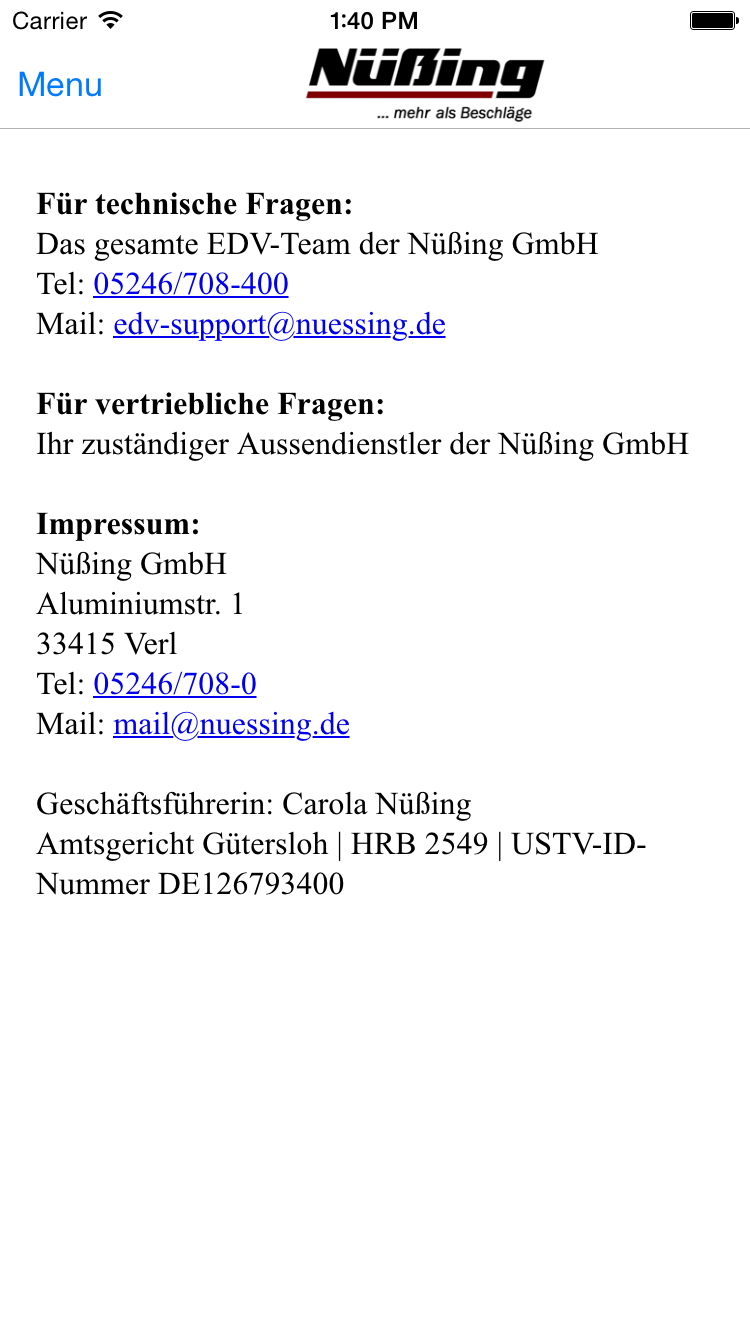 Carrier 1:40 PM
Menu
Nüßing
... mehr als Beschläge
Für technische Fragen:
Das gesamte EDV-Team der Nüßing GmbH
Tel: 05246/708-400
Mail: edv-support@nuessing.de
Für vertriebliche Fragen:
Ihr zuständiger Aussendienstler der Nüßing GmbH
Impressum:
Nüßing GmbH
Aluminiumstr. 1
33415 Verl
Tel: 05246/708-0
Mail: mail@nuessing.de
Geschäftsführerin: Carola Nüßing
Amtsgericht Gütersloh | HRB 2549 | USTV-ID-
Nummer DE126793400